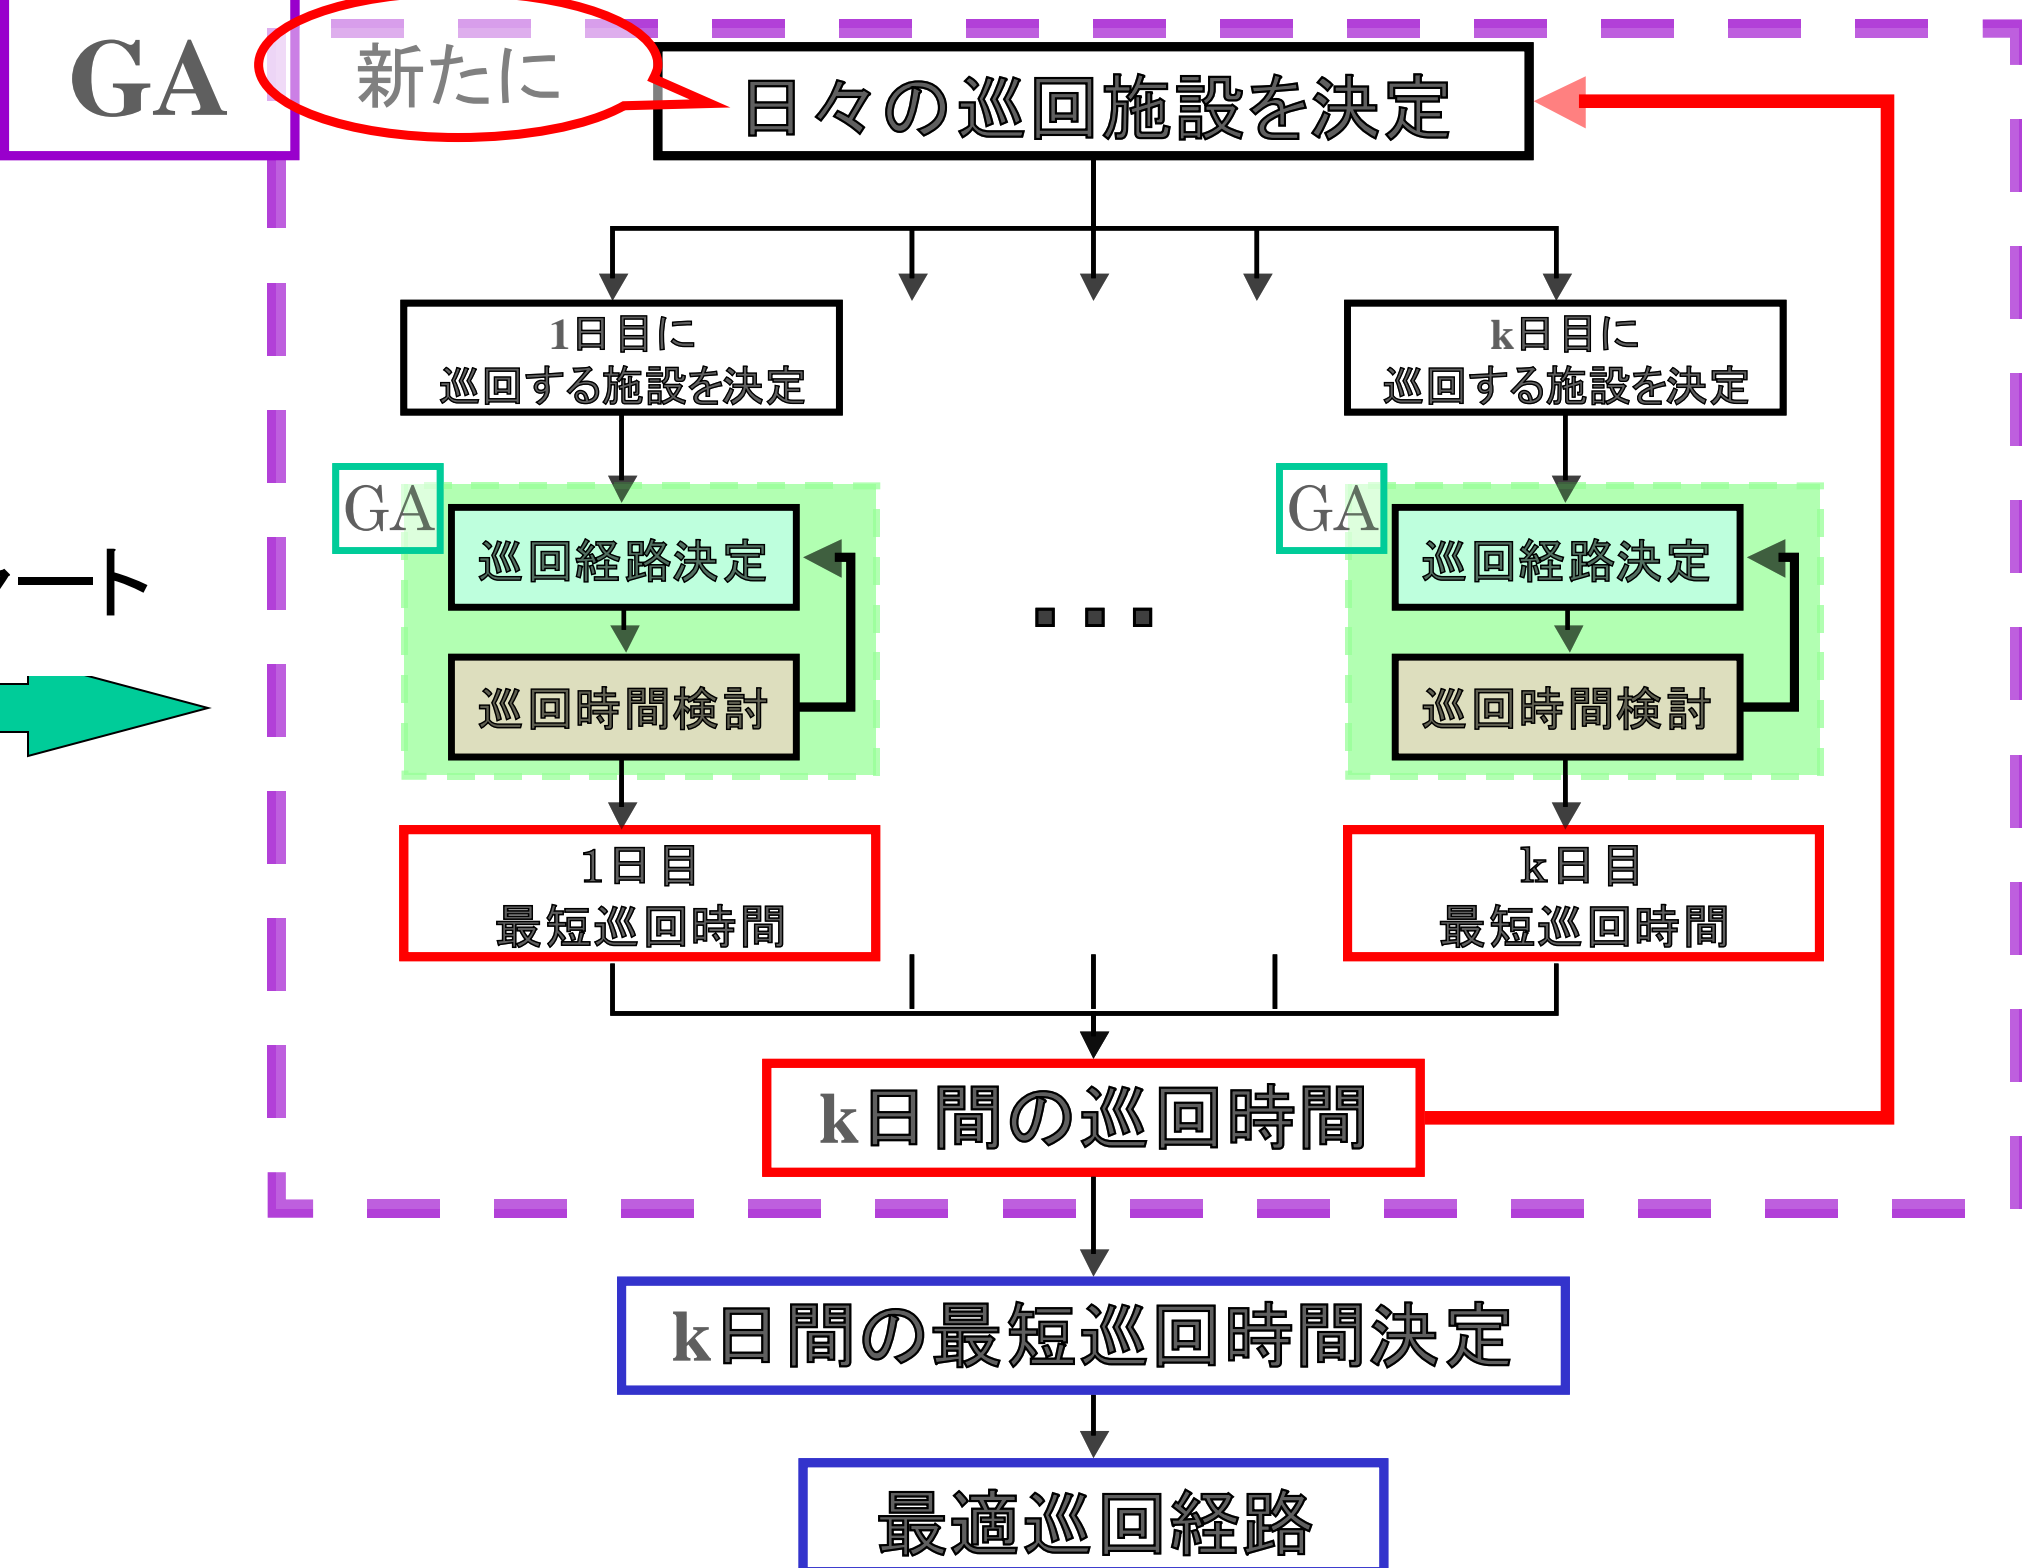 GA
新たに
日々の巡回施設を決定
1日目に
巡回する施設を決定
k日目に
巡回する施設を決定
GA
巡回経路決定
巡回時間検討
GA
巡回経路決定
巡回時間検討
1日目
最短巡回時間
k日目
最短巡回時間
k日間の巡回時間
k日間の最短巡回時間決定
最適巡回経路